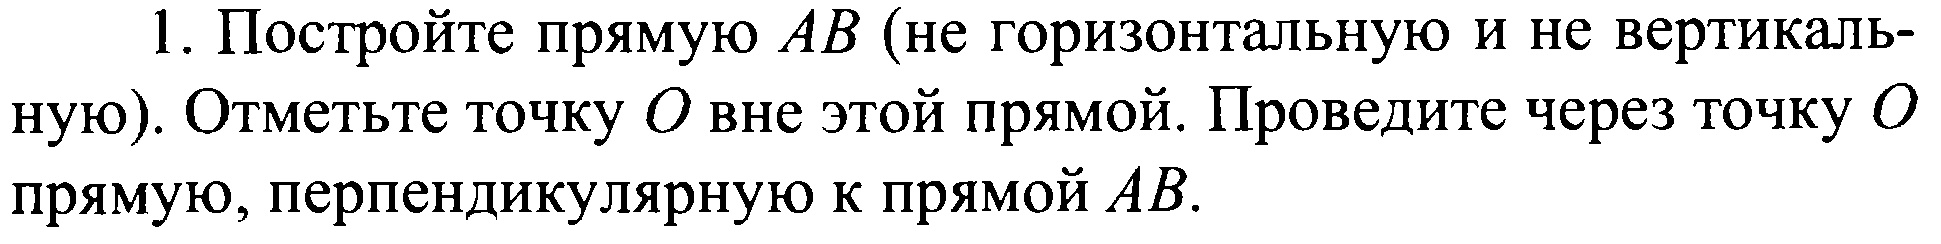 1. Постройте прямую AB (не горизонтальную и не вертикаль-
ную). Отметьте точку O вне этой прямой. Проведите через точку O
прямую, перпендикулярную к прямой AB.